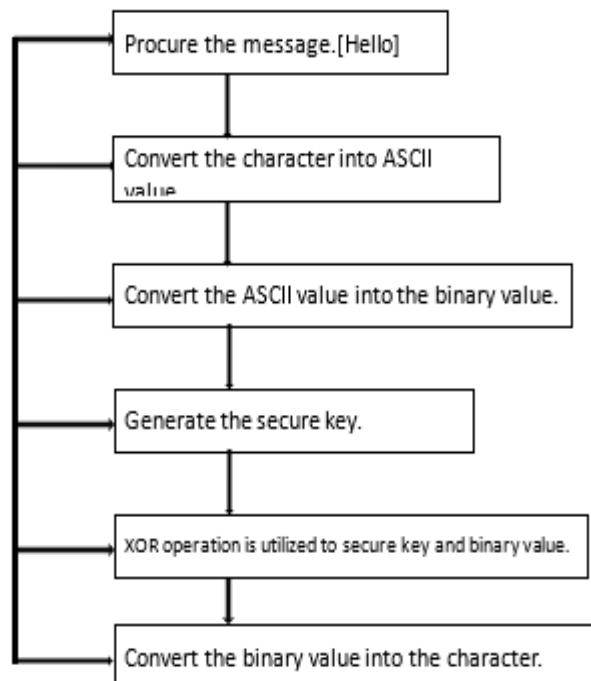 Procure the message.[Hello]
Convert the character into ASCII
value
Convert the ASCII value into the binary value.
Generate the secure key.
XOR operation is utilized to secure key and binary value.
Convert the binary value into the character.